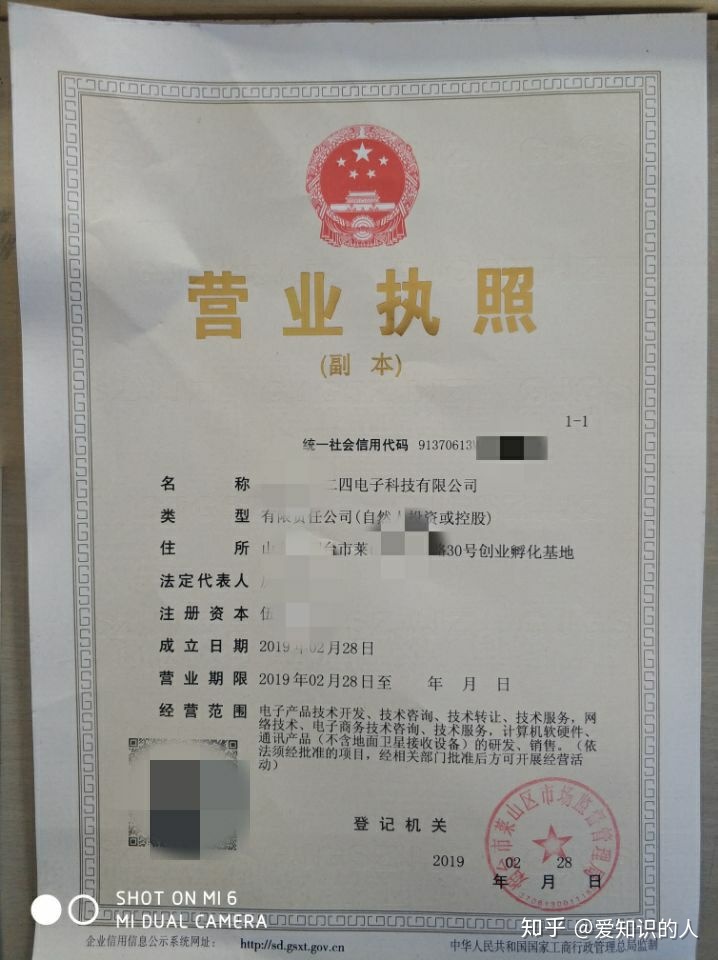 营业执照
(副 本)
1-1
统一社会信用代码 91370613
名 称 二四电子科技有限公司
类 型 有限责任公司(自然人投资或控股)
住 所 山 台市莱 路30号创业孵化基地
法定代表人
注册资本 伍
成立日期 2019年02月28日
营业期限 2019年02月28日至 年 月 日
经营范围 电子产品技术开发、技术咨询、技术转让、技术服务,网
络技术、电子商务技术咨询、技术服务,计算机软硬件、
通讯产品(不含地面卫星接收设备)的研发、销售。(依
法须经批准的项目,经相关部门批准后方可开展经营活
动)
登记机关
烟台市莱山区市场监督管理局
2019 02 28
年 月 日
SHOT ON MI 6
MI DUAL CAMERA
知乎 @爱知识的人
企业信用信息公示系统网址: http://sd.gsxt.gov.cn 中华人民共和国国家工商行政管理总局监制